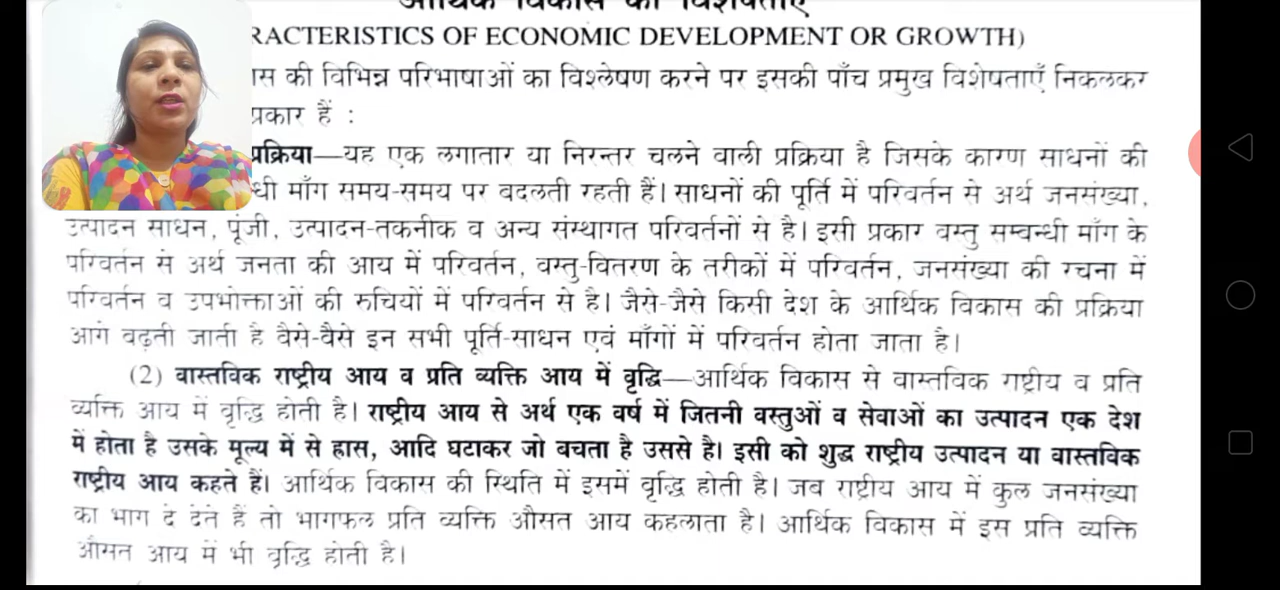 आर्थिक विकास की विशेषताएँ
RACTERISTICS OF ECONOMIC DEVELOPMENT OR GROWTH)
की विभिन्न परिभाषाओं का विश्लेषण करने पर इसकी पाँच प्रमुख विशेषताएँ निकलकर
प्रकार हैं :
प्रक्रिया—यह एक लगातार या निरन्तर चलने वाली प्रक्रिया है जिसके कारण साधनों की
माँग समय-समय पर बदलती रहती हैं। साधनों की पूर्ति में परिवर्तन से अर्थ जनसंख्या,
उत्पादन साधन, पूंजी, उत्पादन-तकनीक व अन्य संस्थागत परिवर्तनों से है। इसी प्रकार वस्तु सम्बन्धी माँग के
परिवर्तन से अर्थ जनता की आय में परिवर्तन, वस्तु-वितरण के तरीकों में परिवर्तन, जनसंख्या की रचना में
परिवर्तन व उपभोक्ताओं की रुचियों में परिवर्तन से है। जैसे-जैसे किसी देश के आर्थिक विकास की प्रक्रिया
आगे बढ़ती जाती है वैसे-वैसे इन सभी पूर्ति-साधन एवं माँगों में परिवर्तन होता जाता है।
(2) वास्तविक राष्ट्रीय आय व प्रति व्यक्ति आय में वृद्धि—आर्थिक विकास से वास्तविक राष्ट्रीय व प्रति
व्यक्ति आय में वृद्धि होती है। राष्ट्रीय आय से अर्थ एक वर्ष में जितनी वस्तुओं व सेवाओं का उत्पादन एक देश
में होता है उसके मूल्य में से ह्रास, आदि घटाकर जो बचता है उससे है। इसी को शुद्ध राष्ट्रीय उत्पादन या वास्तविक
राष्ट्रीय आय कहते हैं। आर्थिक विकास की स्थिति में इसमें वृद्धि होती है। जब राष्ट्रीय आय में कुल जनसंख्या
का भाग दे देते हैं तो भागफल प्रति व्यक्ति औसत आय कहलाता है। आर्थिक विकास में इस प्रति व्यक्ति
औसत आय में भी वृद्धि होती है।